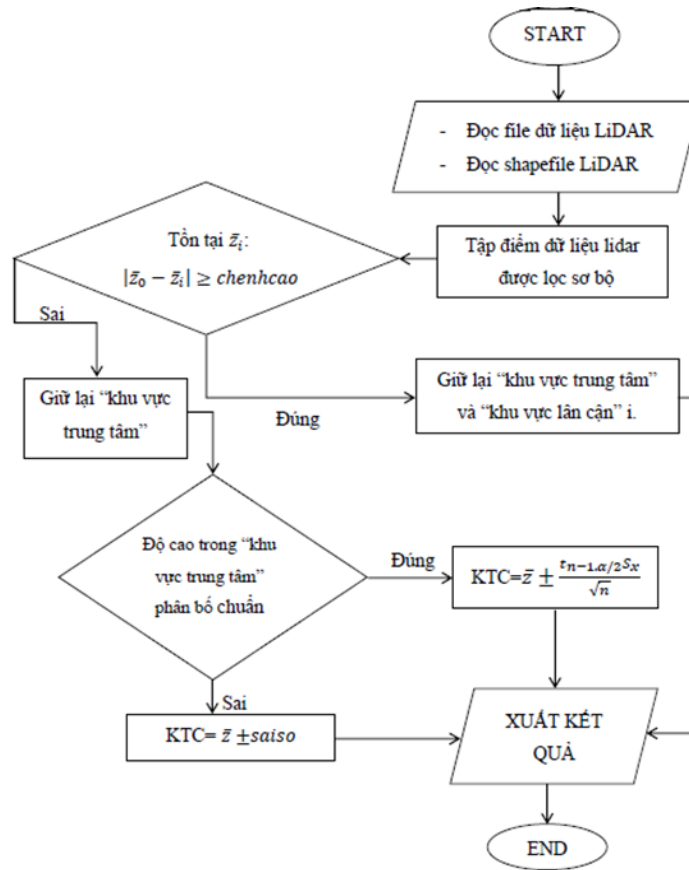 START
- Đọc file dữ liệu LiDAR
- Đọc shapefile LiDAR
Tập điểm dữ liệu lidar
được lọc sơ bộ
Tồn tại z̄ᵢ:
|z̄₀ − z̄ᵢ| ≥ chenhcao
Sai
Giữ lại “khu vực
trung tâm”
Đúng
Giữ lại “khu vực trung tâm”
và “khu vực lân cận” i.
Độ cao trong “khu
vực trung tâm”
phân bố chuẩn
Đúng
KTC=z̄ ± t_{n−1.α/2}Sₓ/√n
Sai
KTC= z̄ ±saiso
XUẤT KẾT
QUẢ
END